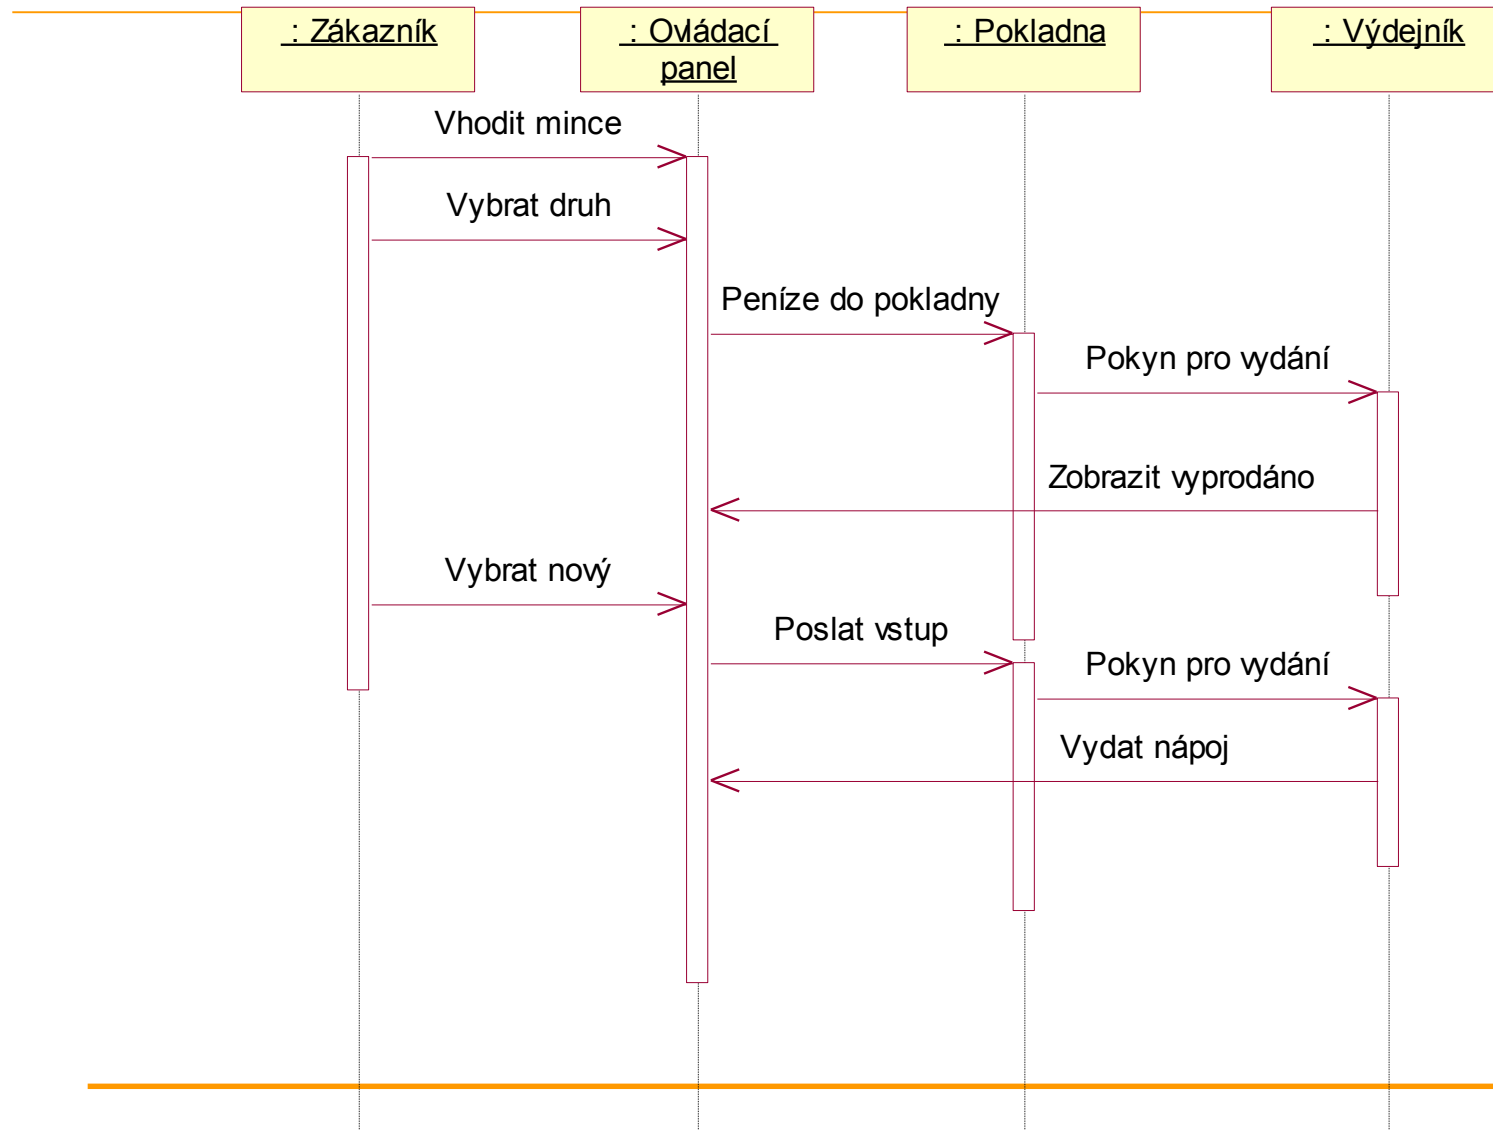 : Zákazník
: Ovládací
panel
: Pokladna
: Výdejník
Vhodit mince
Vybrat druh
Peníze do pokladny
Pokyn pro vydání
Zobrazit vyprodáno
Vybrat nový
Poslat vstup
Pokyn pro vydání
Vydat nápoj